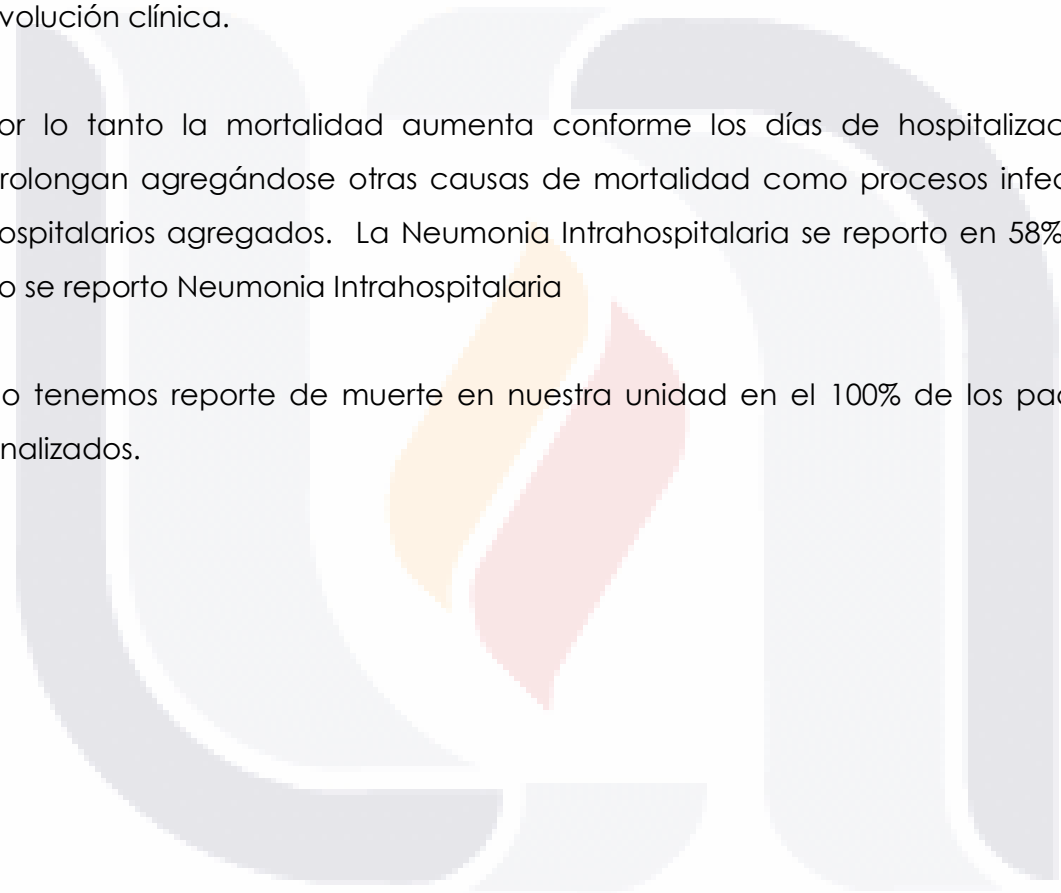 volución clínica.
or lo tanto la mortalidad aumenta conforme los días de hospitalizac
rolongan agregándose otras causas de mortalidad como procesos infec
ospitalarios agregados. La Neumonia Intrahospitalaria se reporto en 58%
o se reporto Neumonia Intrahospitalaria
o tenemos reporte de muerte en nuestra unidad en el 100% de los pac
nalizados.